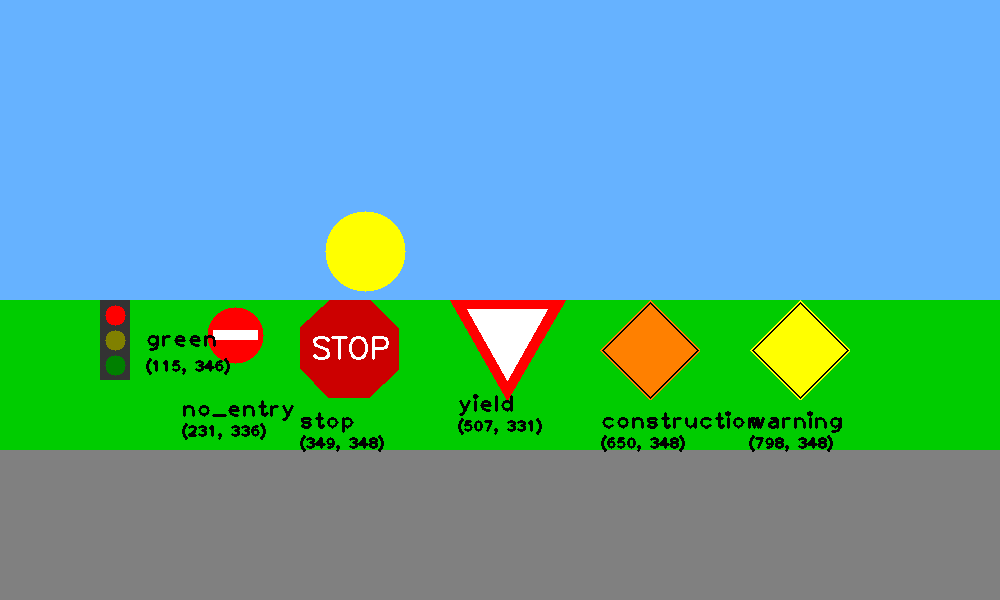 green
(115, 346)
no_entry
(231, 336)
STOP
stop
(349, 348)
yield
(507, 331)
construction
(650, 348)
warning
(798, 348)